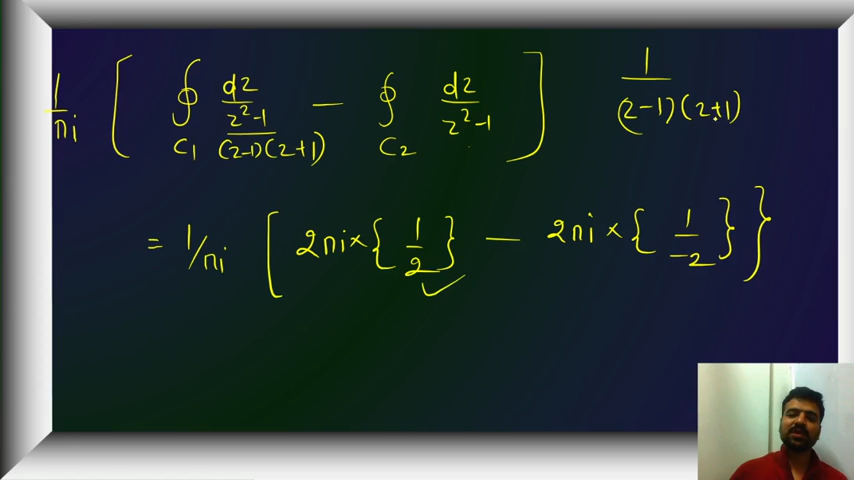 1/πi [ ∮C1 dz/(z²-1) − ∮C2 dz/(z²-1) ] 1/((z-1)(z+1))
(z-1)(z+1)
= 1/πi [ 2πi × { 1/2 } − 2πi × { 1/-2 } }